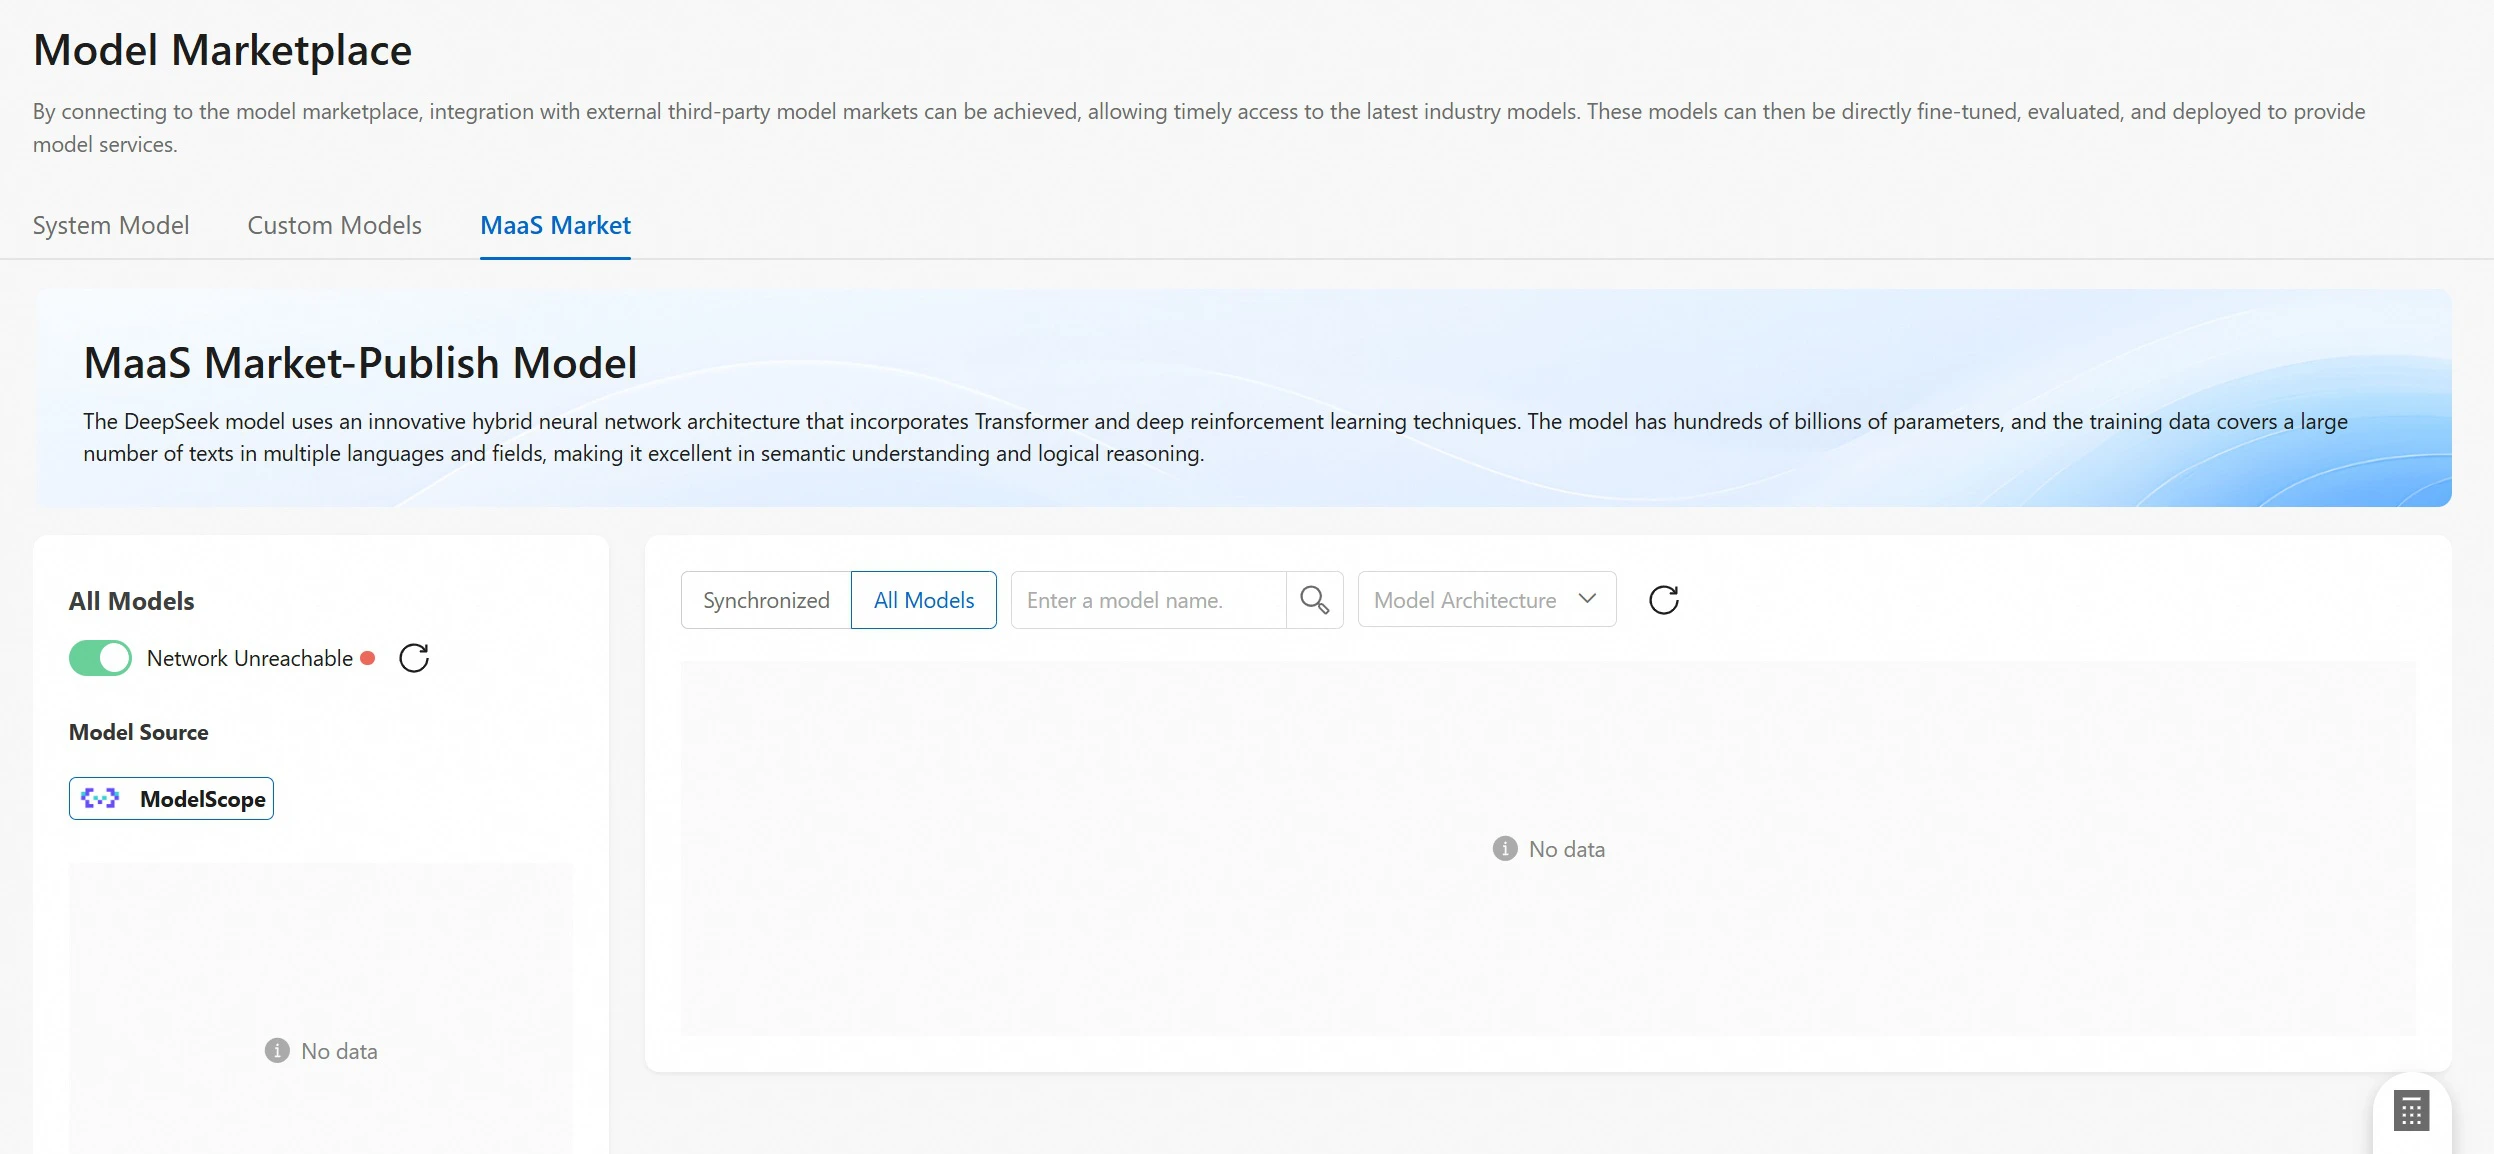 Model Marketplace
By connecting to the model marketplace, integration with external third-party model markets can be achieved, allowing timely access to the latest industry models. These models can then be directly fine-tuned, evaluated, and deployed to provide
model services.
System Model
Custom Models
MaaS Market
MaaS Market-Publish Model
The DeepSeek model uses an innovative hybrid neural network architecture that incorporates Transformer and deep reinforcement learning techniques. The model has hundreds of billions of parameters, and the training data covers a large
number of texts in multiple languages and fields, making it excellent in semantic understanding and logical reasoning.
All Models
Network Unreachable
Model Source
ModelScope
No data
Synchronized
All Models
Enter a model name.
Model Architecture
No data